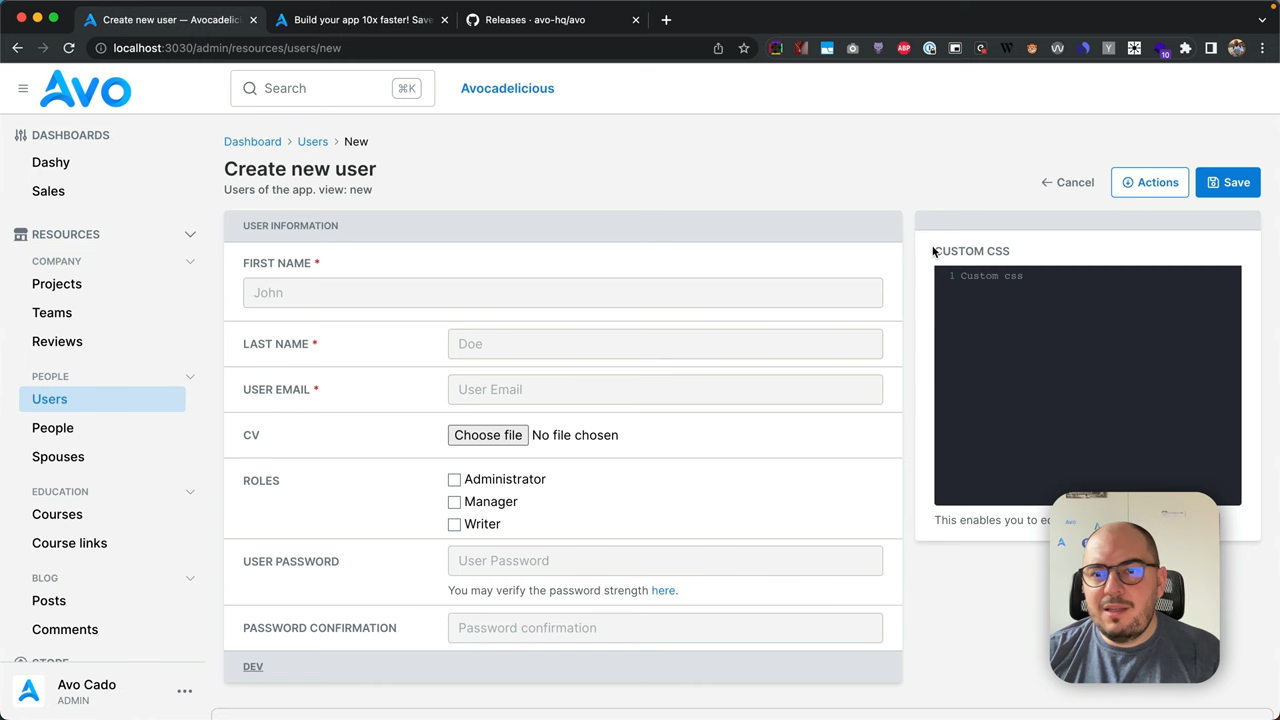 Create new user — Avocadelic
Build your app 10x faster! Save
Releases · avo-hq/avo
localhost:3030/admin/resources/users/new
ABP
10
Avo
Search
⌘K
Avocadelicious
DASHBOARDS
Dashy
Sales
RESOURCES
COMPANY
Projects
Teams
Reviews
PEOPLE
Users
People
Spouses
EDUCATION
Courses
Course links
BLOG
Posts
Comments
Avo Cado
ADMIN
Dashboard > Users > New
Create new user
Users of the app. view: new
Cancel
Actions
Save
USER INFORMATION
FIRST NAME *
John
LAST NAME *
Doe
USER EMAIL *
User Email
CV
Choose file No file chosen
ROLES
Administrator
Manager
Writer
USER PASSWORD
User Password
You may verify the password strength here.
PASSWORD CONFIRMATION
Password confirmation
DEV
CUSTOM CSS
1 Custom css
This enables you to